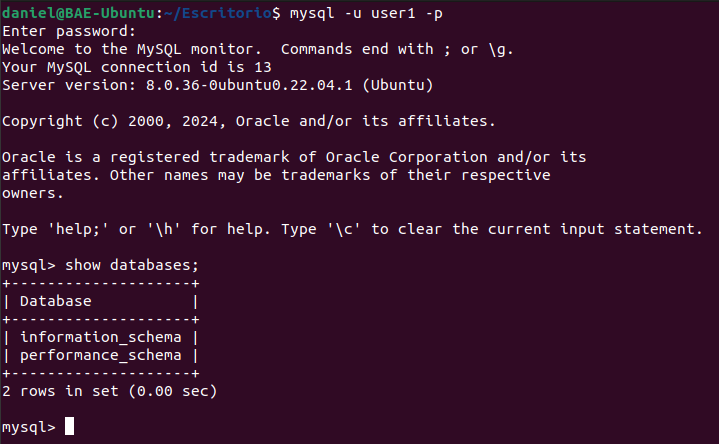 daniel@BAE-Ubuntu:~/Escritorio$ mysql -u user1 -p
Enter password:
Welcome to the MySQL monitor.  Commands end with ; or \g.
Your MySQL connection id is 13
Server version: 8.0.36-0ubuntu0.22.04.1 (Ubuntu)
Copyright (c) 2000, 2024, Oracle and/or its affiliates.
Oracle is a registered trademark of Oracle Corporation and/or its
affiliates. Other names may be trademarks of their respective
owners.
Type 'help;' or '\h' for help. Type '\c' to clear the current input statement.
mysql> show databases;
+--------------------+
| Database           |
+--------------------+
| information_schema |
| performance_schema |
+--------------------+
2 rows in set (0.00 sec)
mysql>